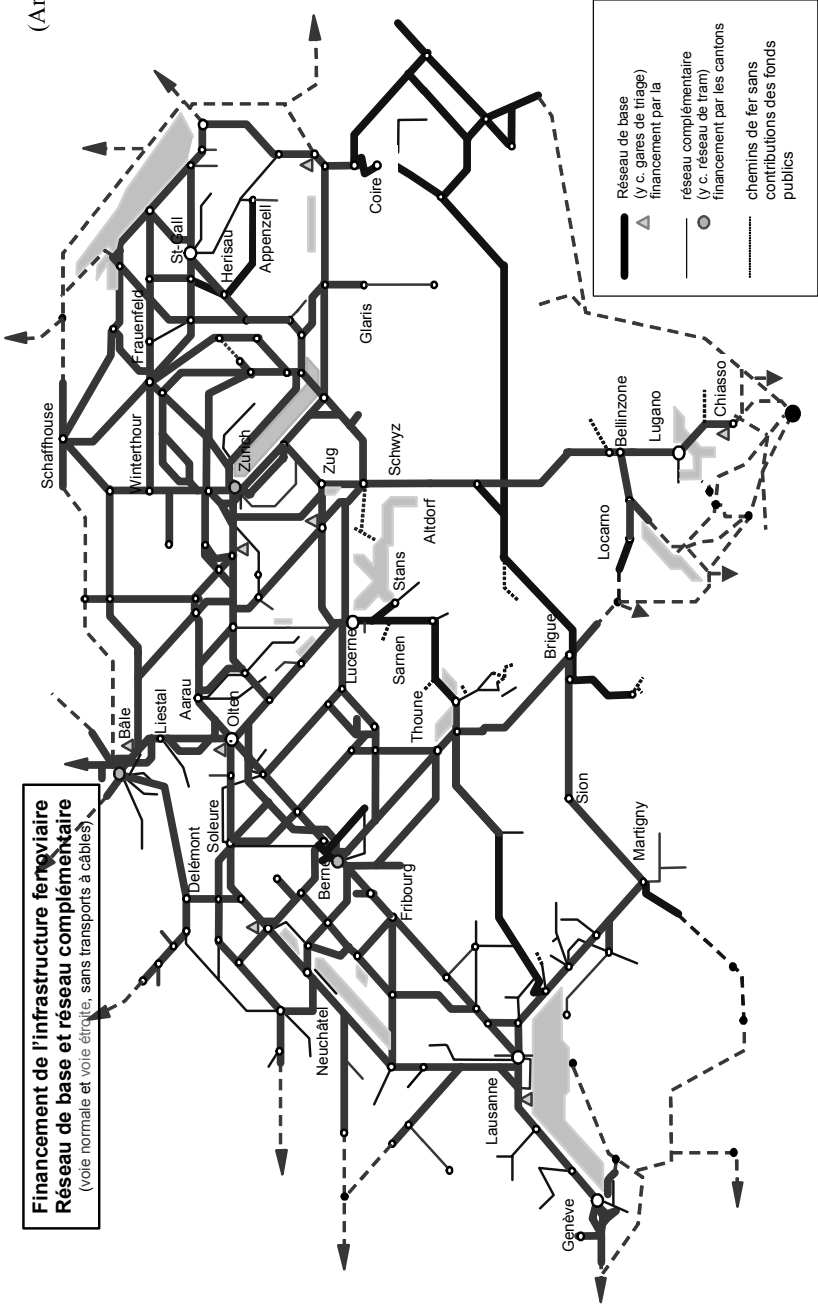 (An
Financement de l'infrastructure ferroviaire
Réseau de base et réseau complémentaire
(voie normale et voie étroite, sans transports à câbles)
Schaffhouse
Bâle
Liestal
Winterthour
Frauenfeld
St-Gall
Herisau
Appenzell
Delémont
Soleure
Aarau
Olten
Zurich
Zug
Schwyz
Glaris
Coire
Neuchâtel
Berne
Fribourg
Lucerne
Stans
Sarnen
Altdorf
Thoune
Lausanne
Genève
Sion
Martigny
Brigue
Locarno
Bellinzone
Lugano
Chiasso
Réseau de base
(y c. gares de triage)
financement par la
réseau complémentaire
(y c. réseau de tram)
financement par les cantons
chemins de fer sans
contributions des fonds
publics